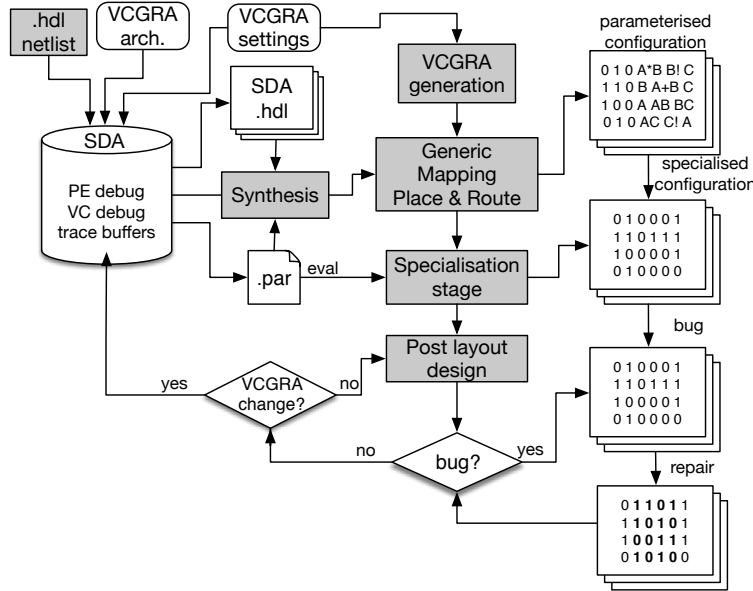 .hdl
netlist
VCGRA
arch.
VCGRA
settings
VCGRA
generation
parameterised
configuration
0 1 0 A*B B! C
1 1 0 B A+B C
1 0 0 A AB BC
0 1 0 AC C! A
SDA
.hdl
SDA
PE debug
VC debug
trace buffers
Synthesis
Generic
Mapping
Place & Route
specialised
configuration
0 1 0 0 0 1
1 1 0 1 1 1
1 0 0 0 0 1
0 1 0 0 0 0
.par
eval
Specialisation
stage
bug
Post layout
design
0 1 0 0 0 1
1 1 0 1 1 1
1 0 0 0 0 1
0 1 0 0 0 0
yes
VCGRA
change?
no
no
bug?
yes
repair
0 1 1 0 1 1
1 1 0 1 0 1
1 0 0 1 1 1
0 1 0 1 0 0